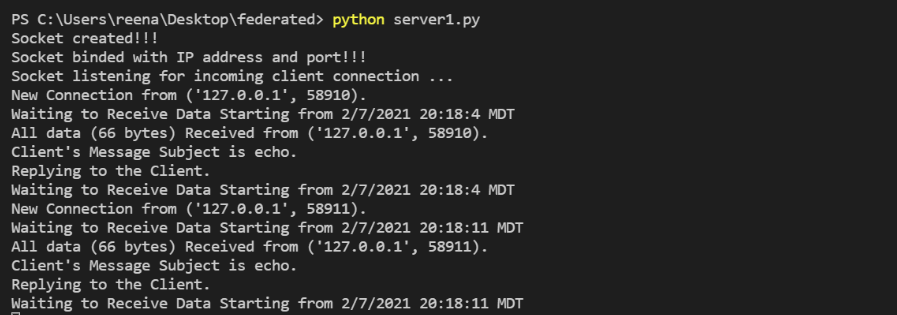 PS C:\Users\reena\Desktop\federated> python server1.py
Socket created!!!
Socket binded with IP address and port!!!
Socket listening for incoming client connection ...
New Connection from ('127.0.0.1', 58910).
Waiting to Receive Data Starting from 2/7/2021 20:18:4 MDT
All data (66 bytes) Received from ('127.0.0.1', 58910).
Client's Message Subject is echo.
Replying to the Client.
Waiting to Receive Data Starting from 2/7/2021 20:18:4 MDT
New Connection from ('127.0.0.1', 58911).
Waiting to Receive Data Starting from 2/7/2021 20:18:11 MDT
All data (66 bytes) Received from ('127.0.0.1', 58911).
Client's Message Subject is echo.
Replying to the Client.
Waiting to Receive Data Starting from 2/7/2021 20:18:11 MDT